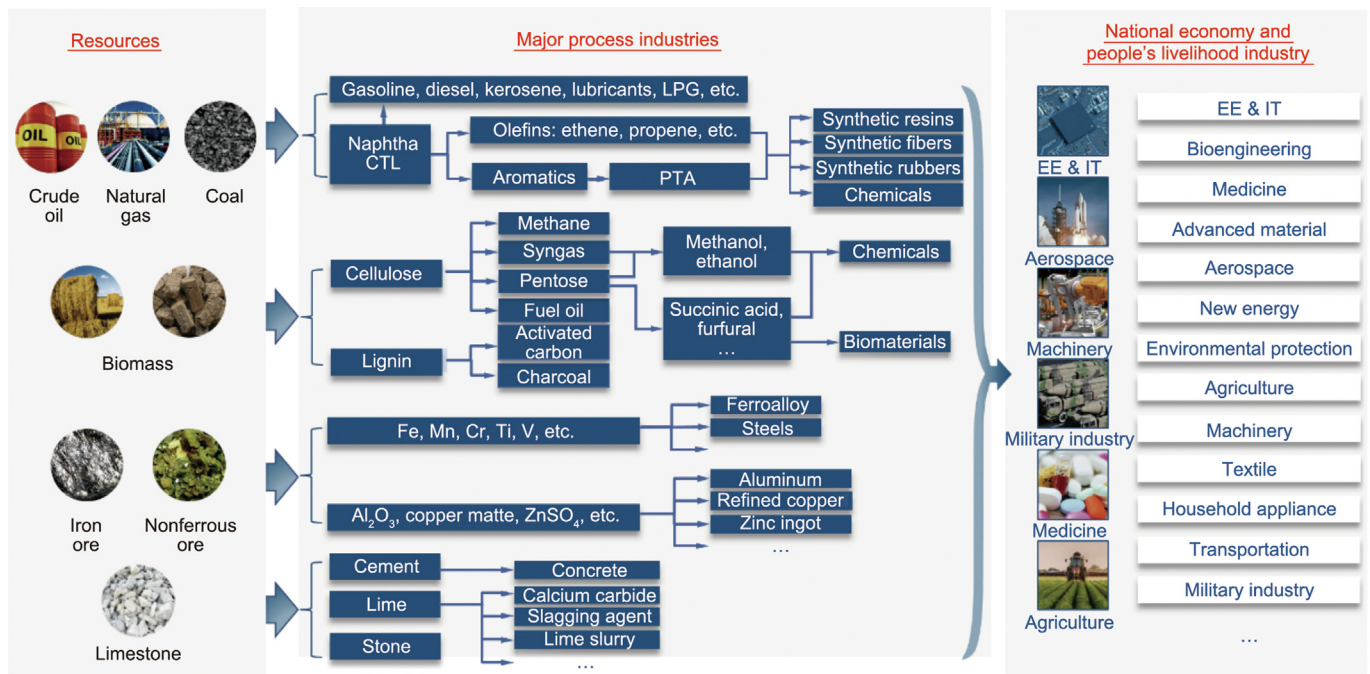 Resources
OIL
OIL
Crude
oil
Natural
gas
Coal
Biomass
Iron
ore
Nonferrous
ore
Limestone
Major process industries
Gasoline, diesel, kerosene, lubricants, LPG, etc.
Naphtha
CTL
Olefins: ethene, propene, etc.
Aromatics
PTA
Synthetic resins
Synthetic fibers
Synthetic rubbers
Chemicals
Cellulose
Methane
Syngas
Pentose
Fuel oil
Methanol,
ethanol
Succinic acid,
furfural
...
Chemicals
Biomaterials
Lignin
Activated
carbon
Charcoal
Fe, Mn, Cr, Ti, V, etc.
Ferroalloy
Steels
Al₂O₃, copper matte, ZnSO₄, etc.
Aluminum
Refined copper
Zinc ingot
...
Cement
Concrete
Lime
Calcium carbide
Slagging agent
Lime slurry
...
Stone
National economy and
people's livelihood industry
EE & IT
Aerospace
Machinery
Military industry
Medicine
Agriculture
EE & IT
Bioengineering
Medicine
Advanced material
Aerospace
New energy
Environmental protection
Agriculture
Machinery
Textile
Household appliance
Transportation
Military industry
...